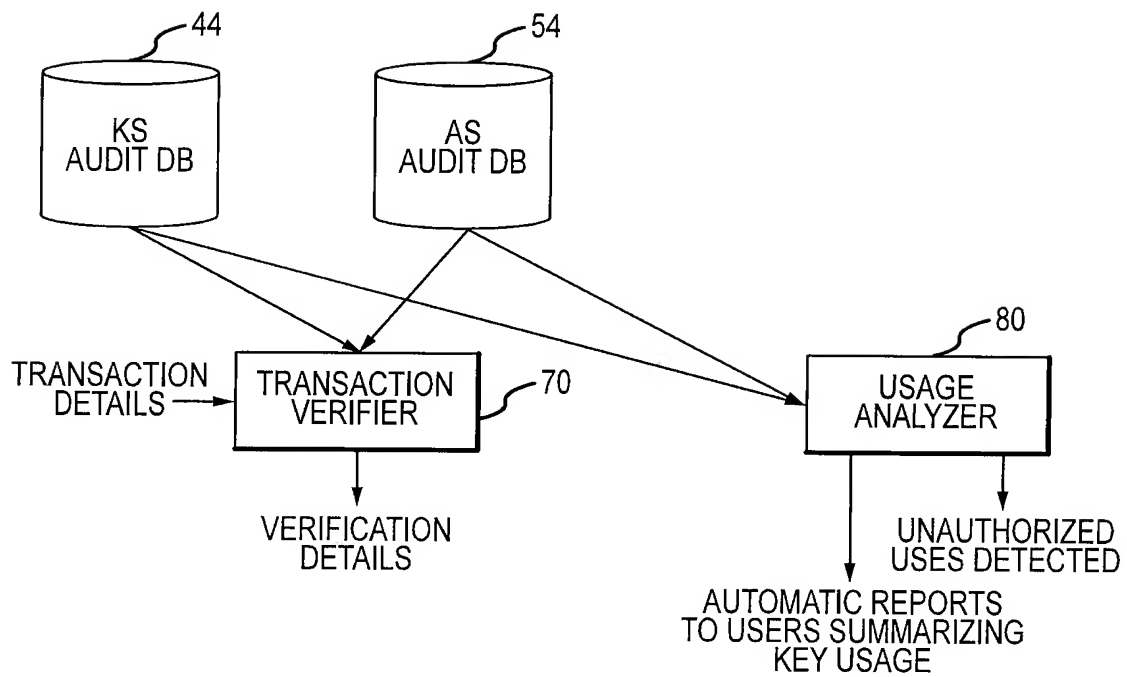 44
54
KS
AUDIT DB
AS
AUDIT DB
80
TRANSACTION
DETAILS
TRANSACTION
VERIFIER
70
USAGE
ANALYZER
VERIFICATION
DETAILS
UNAUTHORIZED
USES DETECTED
AUTOMATIC REPORTS
TO USERS SUMMARIZING
KEY USAGE